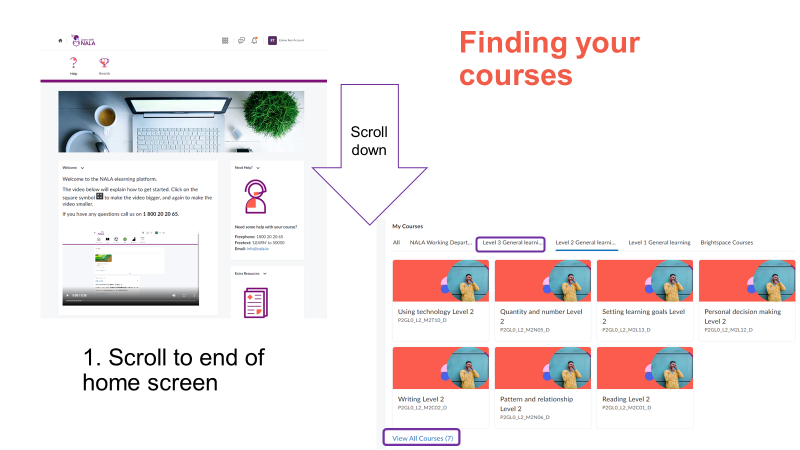 Finding your
courses
NALA
Help
Awards
Scroll
down
Welcome
Welcome to the NALA elearning platform.
The video below will explain how to get started. Click on the
square symbol to make the video bigger, and again to make the
video smaller.
If you have any questions call us on 1 800 20 20 65.
Need Help?
Need some help with your course?
Freephone: 1800 20 20 65
Freetext 'LEARN' to 50050
Email: info@nala.ie
Extra Resources
1. Scroll to end of
home screen
My Courses
All NALA Working Depart... Level 3 General learni... Level 2 General learni... Level 1 General learning Brightspace Courses
Using technology Level 2
P2GL0_L2_M2T10_D
Quantity and number Level
2
P2GL0_L2_M2N05_D
Setting learning goals Level
2
P2GL0_L2_M2L13_D
Personal decision making
Level 2
P2GL0_L2_M2L12_D
Writing Level 2
P2GL0_L2_M2C02_D
Pattern and relationship
Level 2
P2GL0_L2_M2N06_D
Reading Level 2
P2GL0_L2_M2C01_D
View All Courses (7)